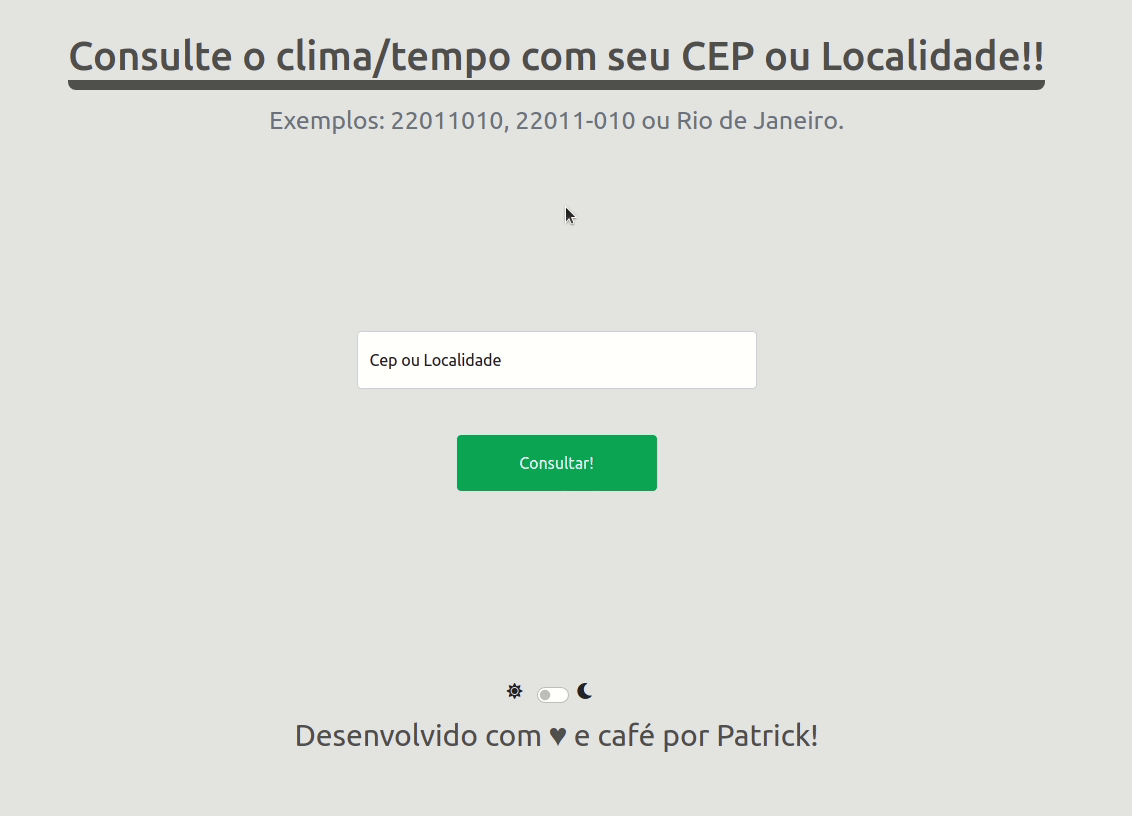 Consulte o clima/tempo com seu CEP ou Localidade!!
Exemplos: 22011010, 22011-010 ou Rio de Janeiro.
Cep ou Localidade
Consultar!
Desenvolvido com ♥ e café por Patrick!